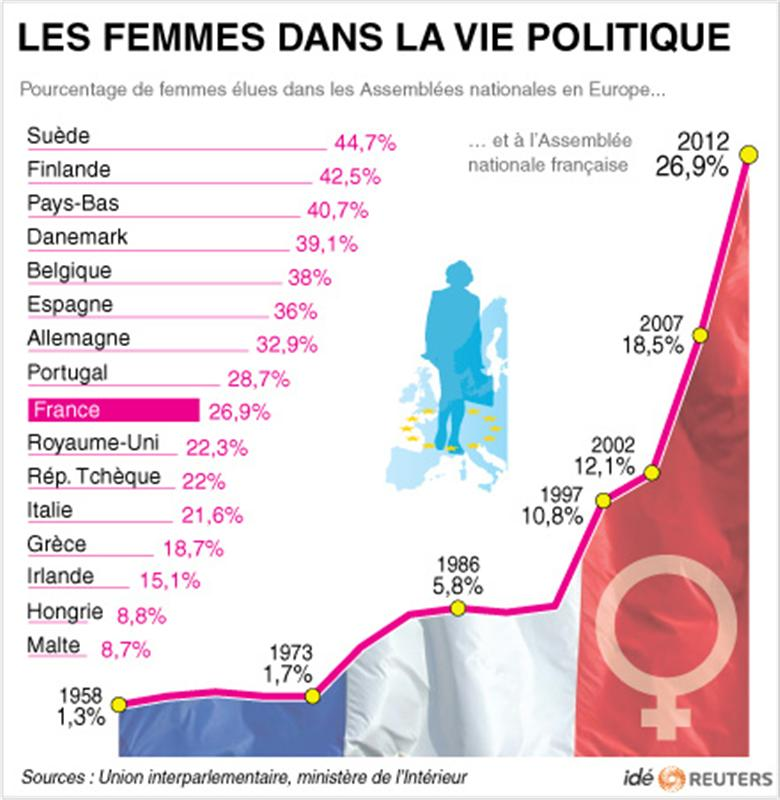 LES FEMMES DANS LA VIE POLITIQUE
Pourcentage de femmes élues dans les Assemblées nationales en Europe...
Suède 44,7%
Finlande 42,5%
Pays-Bas 40,7%
Danemark 39,1%
Belgique 38%
Espagne 36%
Allemagne 32,9%
Portugal 28,7%
France 26,9%
Royaume-Uni 22,3%
Rép. Tchèque 22%
Italie 21,6%
Grèce 18,7%
Irlande 15,1%
Hongrie 8,8%
Malte 8,7%
... et à l'Assemblée
nationale française
2012
26,9%
2007
18,5%
2002
12,1%
1997
10,8%
1986
5,8%
1973
1,7%
1958
1,3%
Sources : Union interparlementaire, ministère de l'Intérieur
idé REUTERS